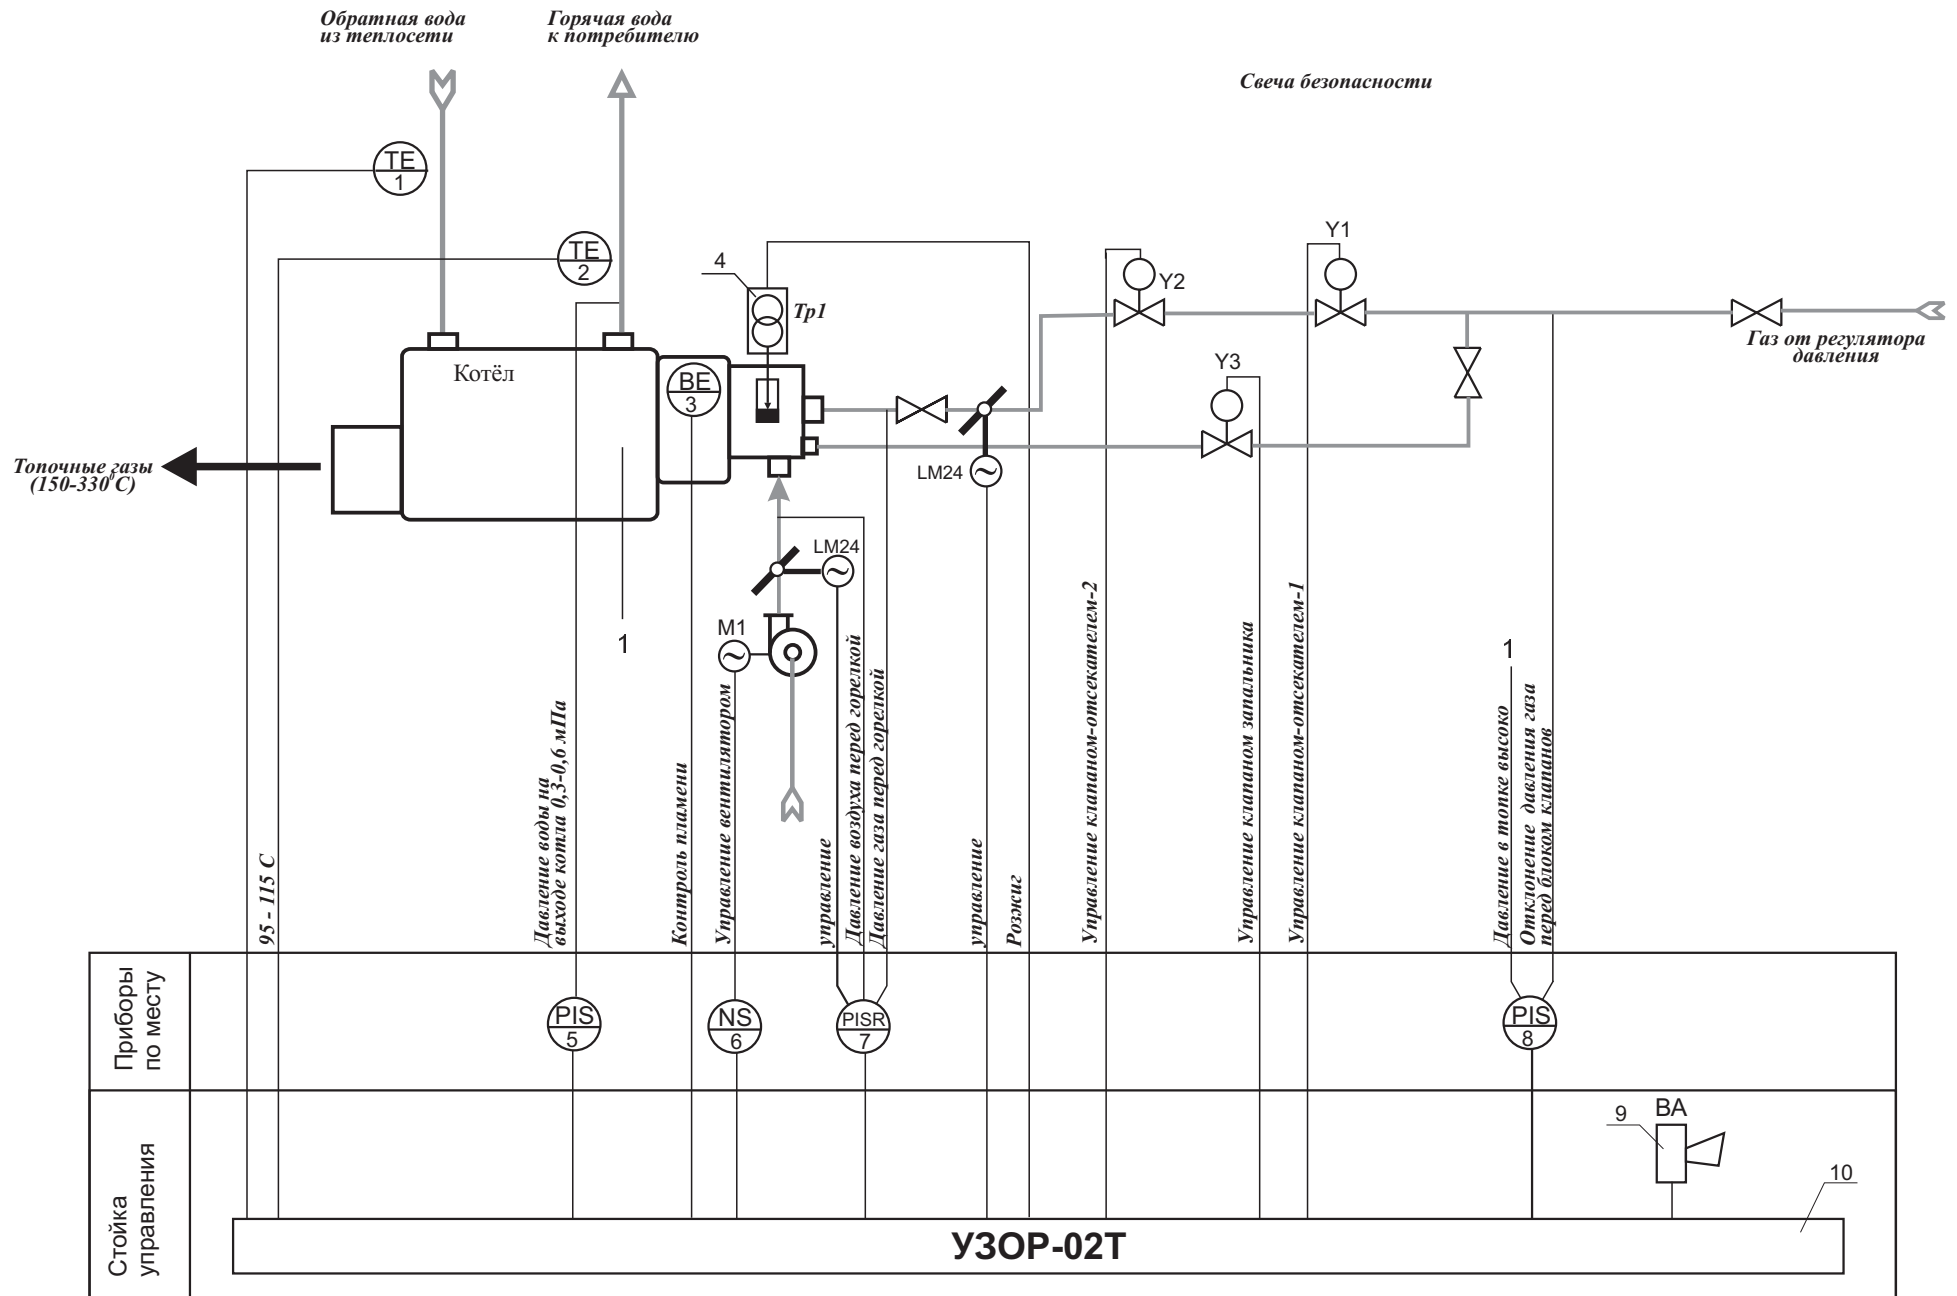 Обратная вода
из теплосети
Горячая вода
к потребителю
Свеча безопасности
TE
1
TE
2
4
Тр1
Y2
Y1
Y3
Газ от регулятора
давления
Котёл
BE
3
Топочные газы
(150-330⁰С)
LM24
LM24
M1
1
1
95 - 115 С
Давление воды на
выходе котла 0,3-0,6 мПа
Контроль пламени
Управление вентилятором
управление
Давление воздуха перед горелкой
Давление газа перед горелкой
управление
Розжиг
Управление клапаном-отсекателем-2
Управление клапаном запальника
Управление клапаном-отсекателем-1
Давление в топке высоко
Отклонение давления газа
перед блоком клапанов
Приборы
по месту
PIS
5
NS
6
PISR
7
PIS
8
Стойка
управления
9
BA
10
УЗОР-02Т